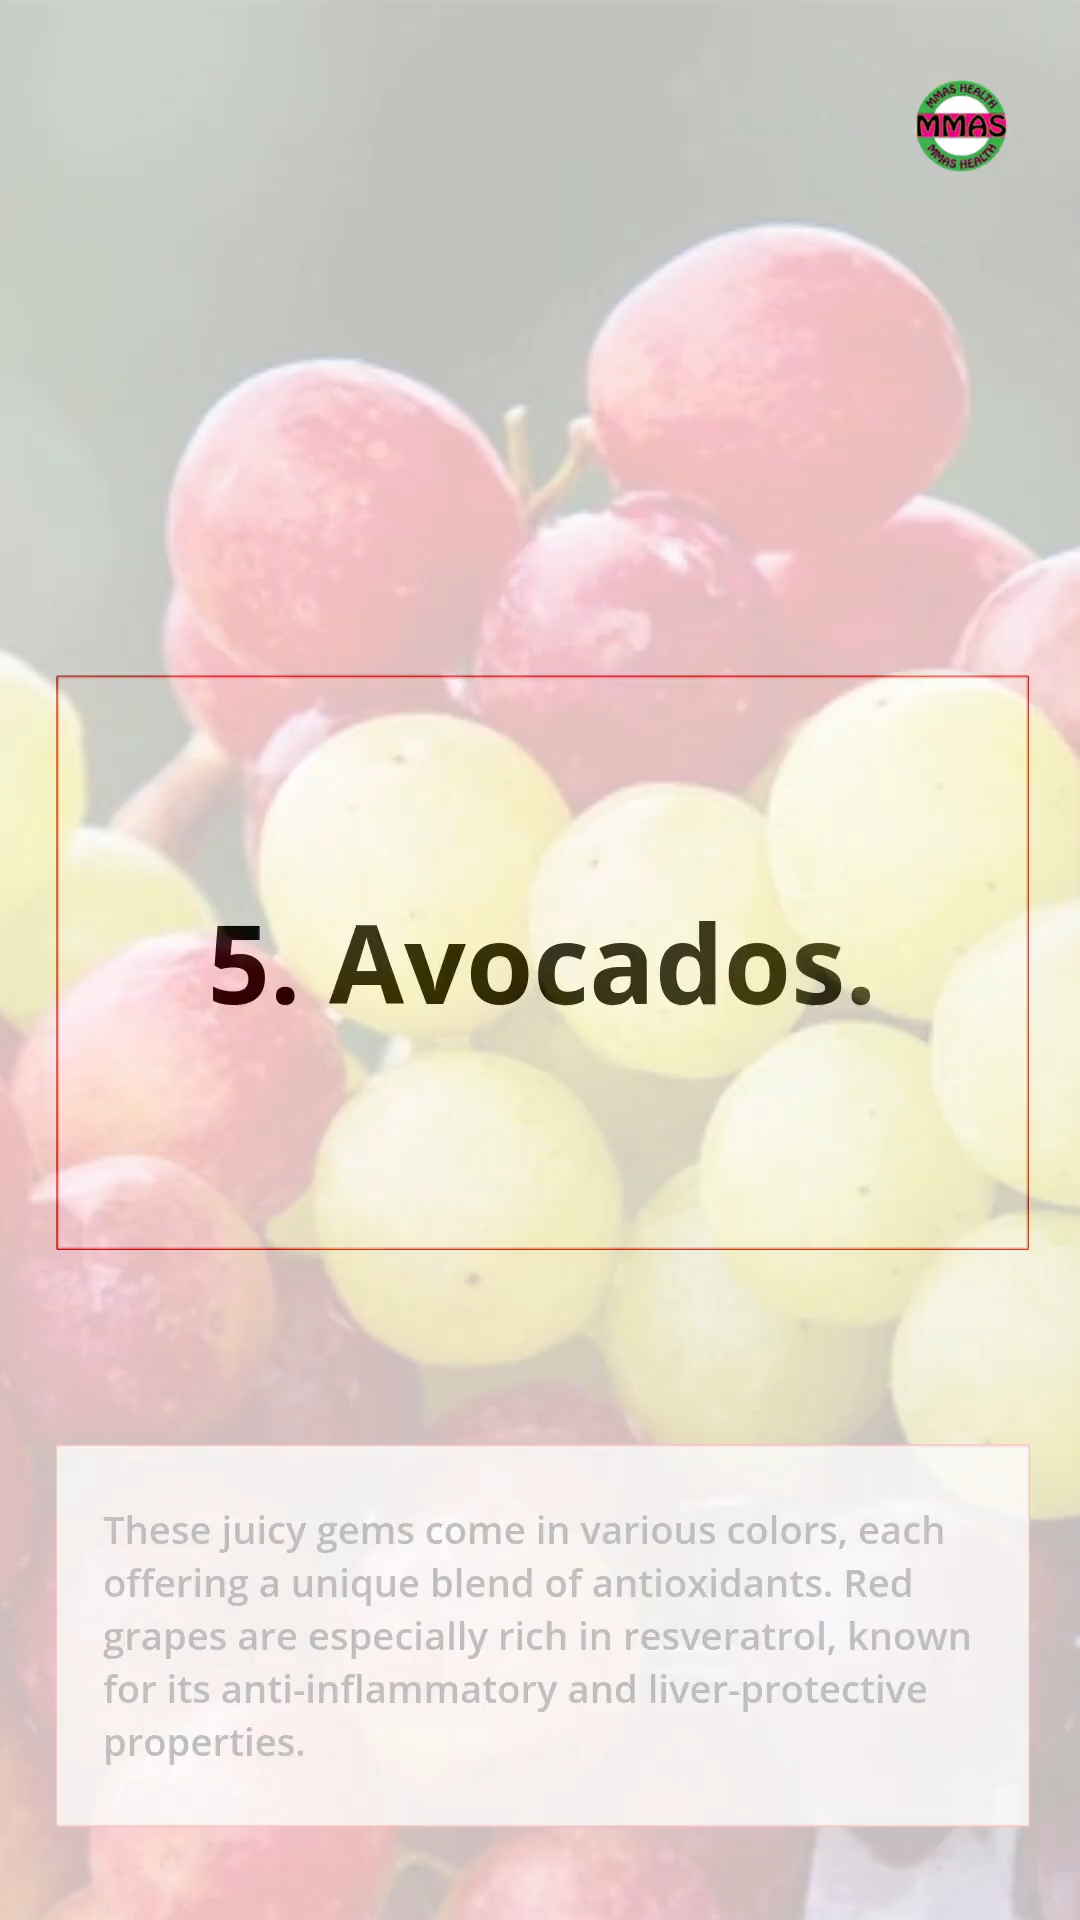 MMAS HEALTH
MMAS
MMAS HEALTH
5. Avocados.
These juicy gems come in various colors, each
offering a unique blend of antioxidants. Red
grapes are especially rich in resveratrol, known
for its anti-inflammatory and liver-protective
properties.